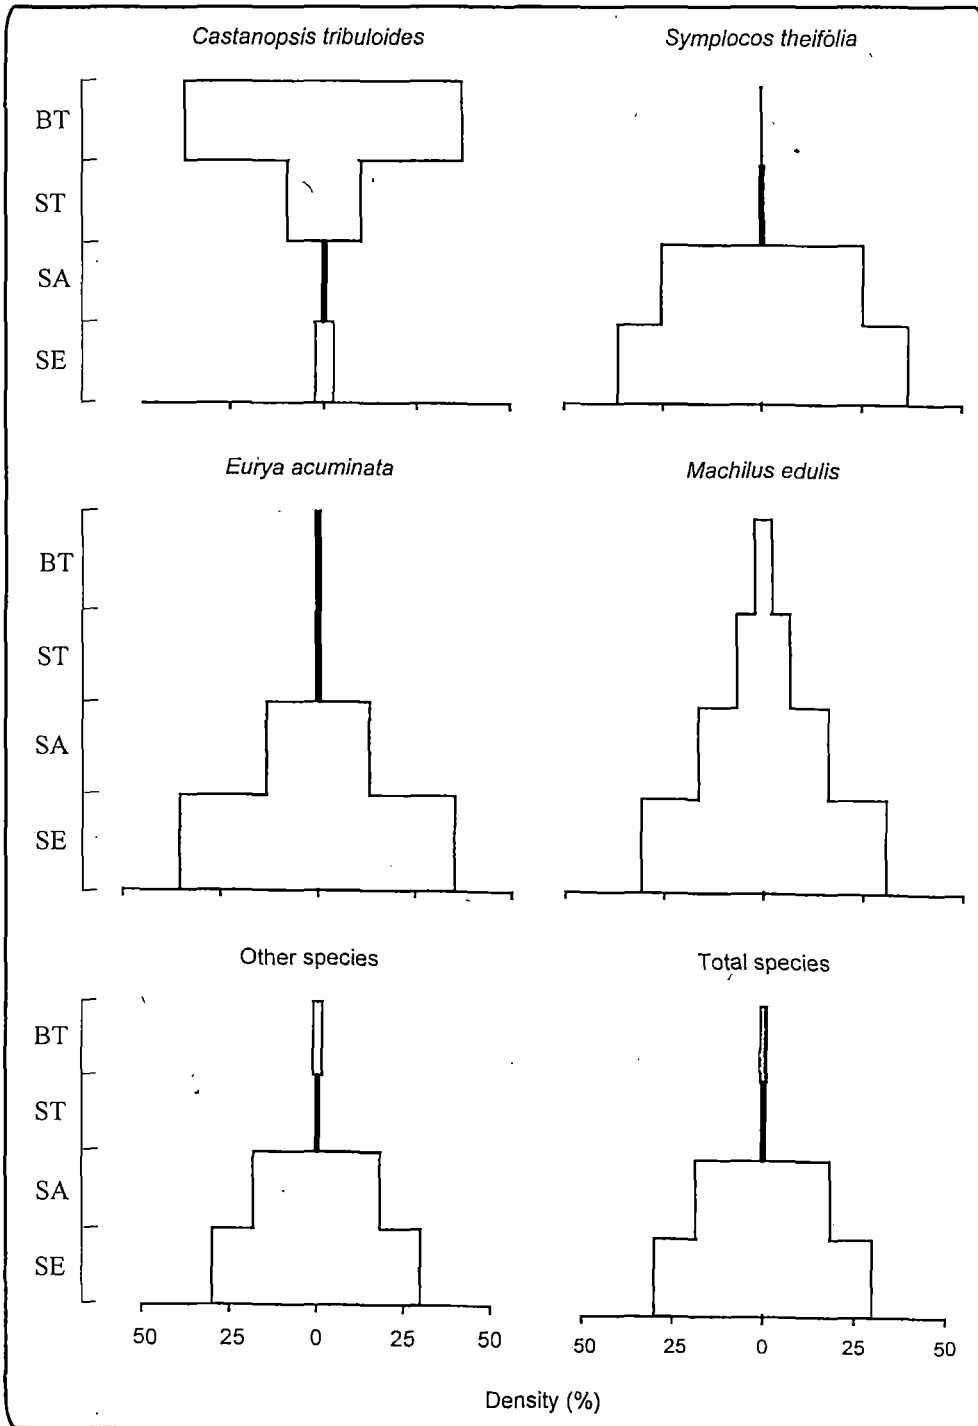 Castanopsis tribuloides
Symplocos theifolia
BT
ST
SA
SE
Eurya acuminata
Machilus edulis
BT
ST
SA
SE
Other species
Total species
BT
ST
SA
SE
50 25 0 25 50
50 25 0 25 50
Density (%)